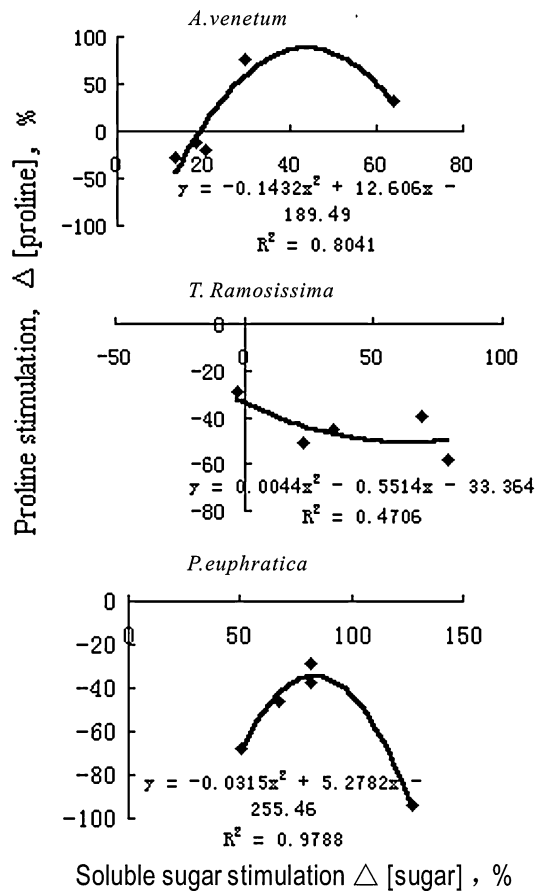 A.venetum
100
50
0
0 20 40 60 80
-50
y = -0.1432x² + 12.606x -
189.49
-100
R² = 0.8041
T. Ramosissima
0
-50 0 50 100
-20
-40
-60
y = 0.0044x² - 0.5514x - 33.364
-80
R² = 0.4706
P.euphratica
0
0 50 100 150
-20
-40
-60
-80
y = -0.0315x² + 5.2782x -
255.46
-100
R² = 0.9788
Proline stimulation, △ [proline], %
Soluble sugar stimulation △ [sugar] , %